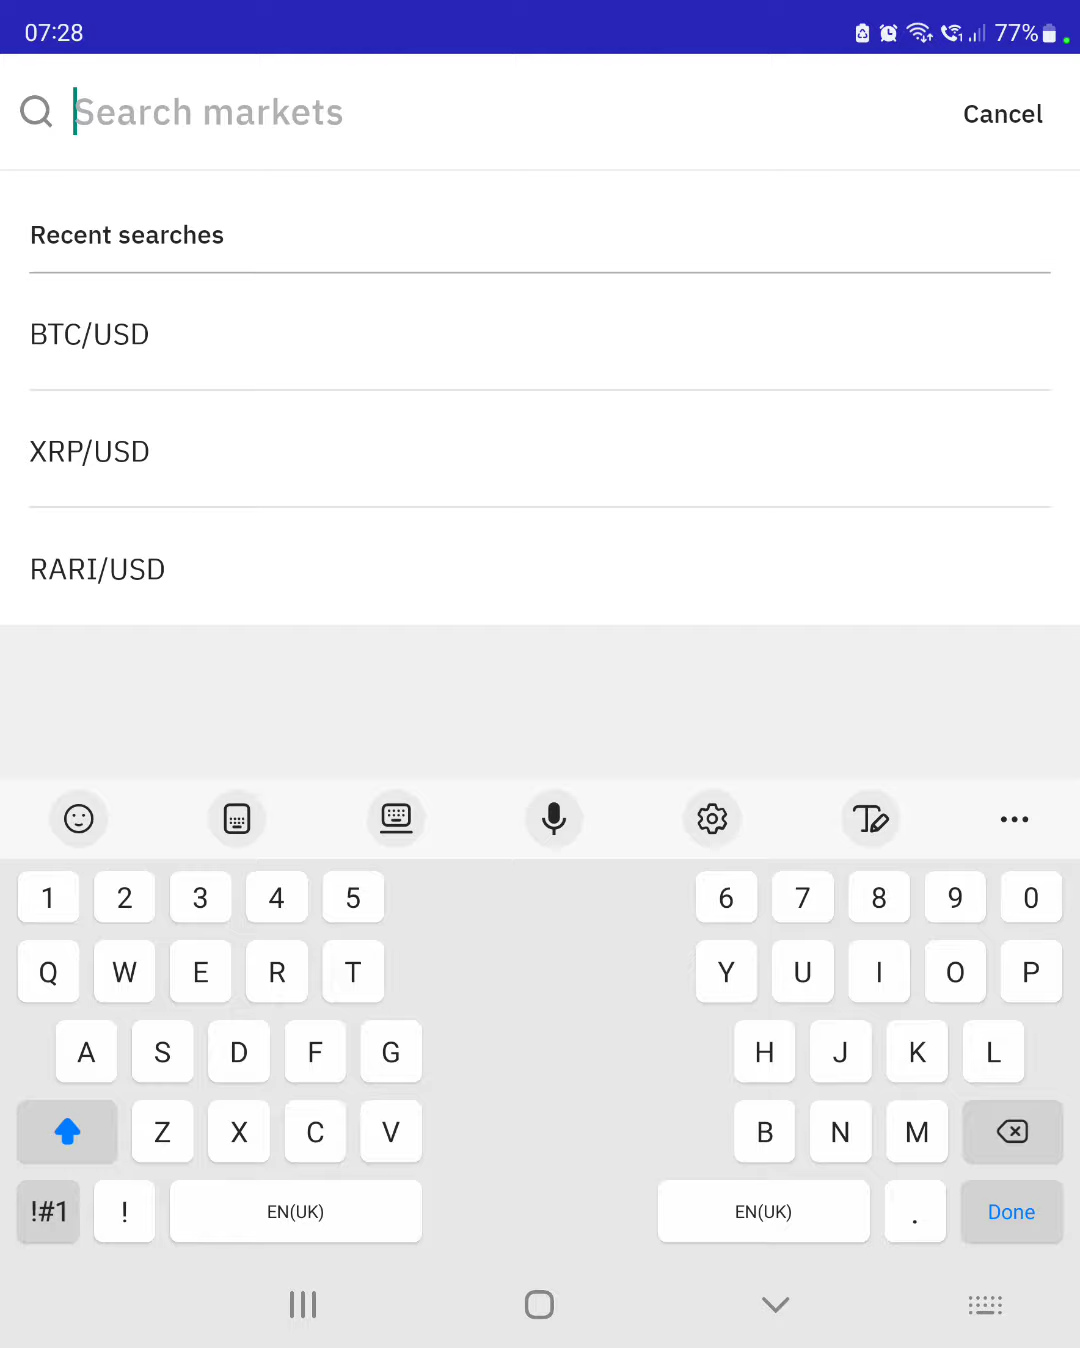 07:28 77%
Search markets
Cancel
Recent searches
BTC/USD
XRP/USD
RARI/USD
1 2 3 4 5 6 7 8 9 0
Q W E R T Y U I O P
A S D F G H J K L
Z X C V B N M
!#1 ! EN(UK) EN(UK) . Done